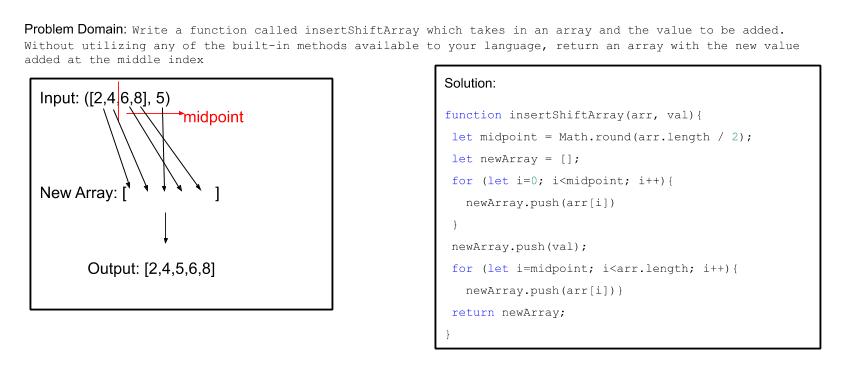 Problem Domain: Write a function called insertShiftArray which takes in an array and the value to be added.
Without utilizing any of the built-in methods available to your language, return an array with the new value
added at the middle index
Input: ([2,4,6,8], 5)
midpoint
New Array: [ ]
Output: [2,4,5,6,8]
Solution:
function insertShiftArray(arr, val){
let midpoint = Math.round(arr.length / 2);
let newArray = [];
for (let i=0; i<midpoint; i++){
newArray.push(arr[i])
}
newArray.push(val);
for (let i=midpoint; i<arr.length; i++){
newArray.push(arr[i])}
return newArray;
}